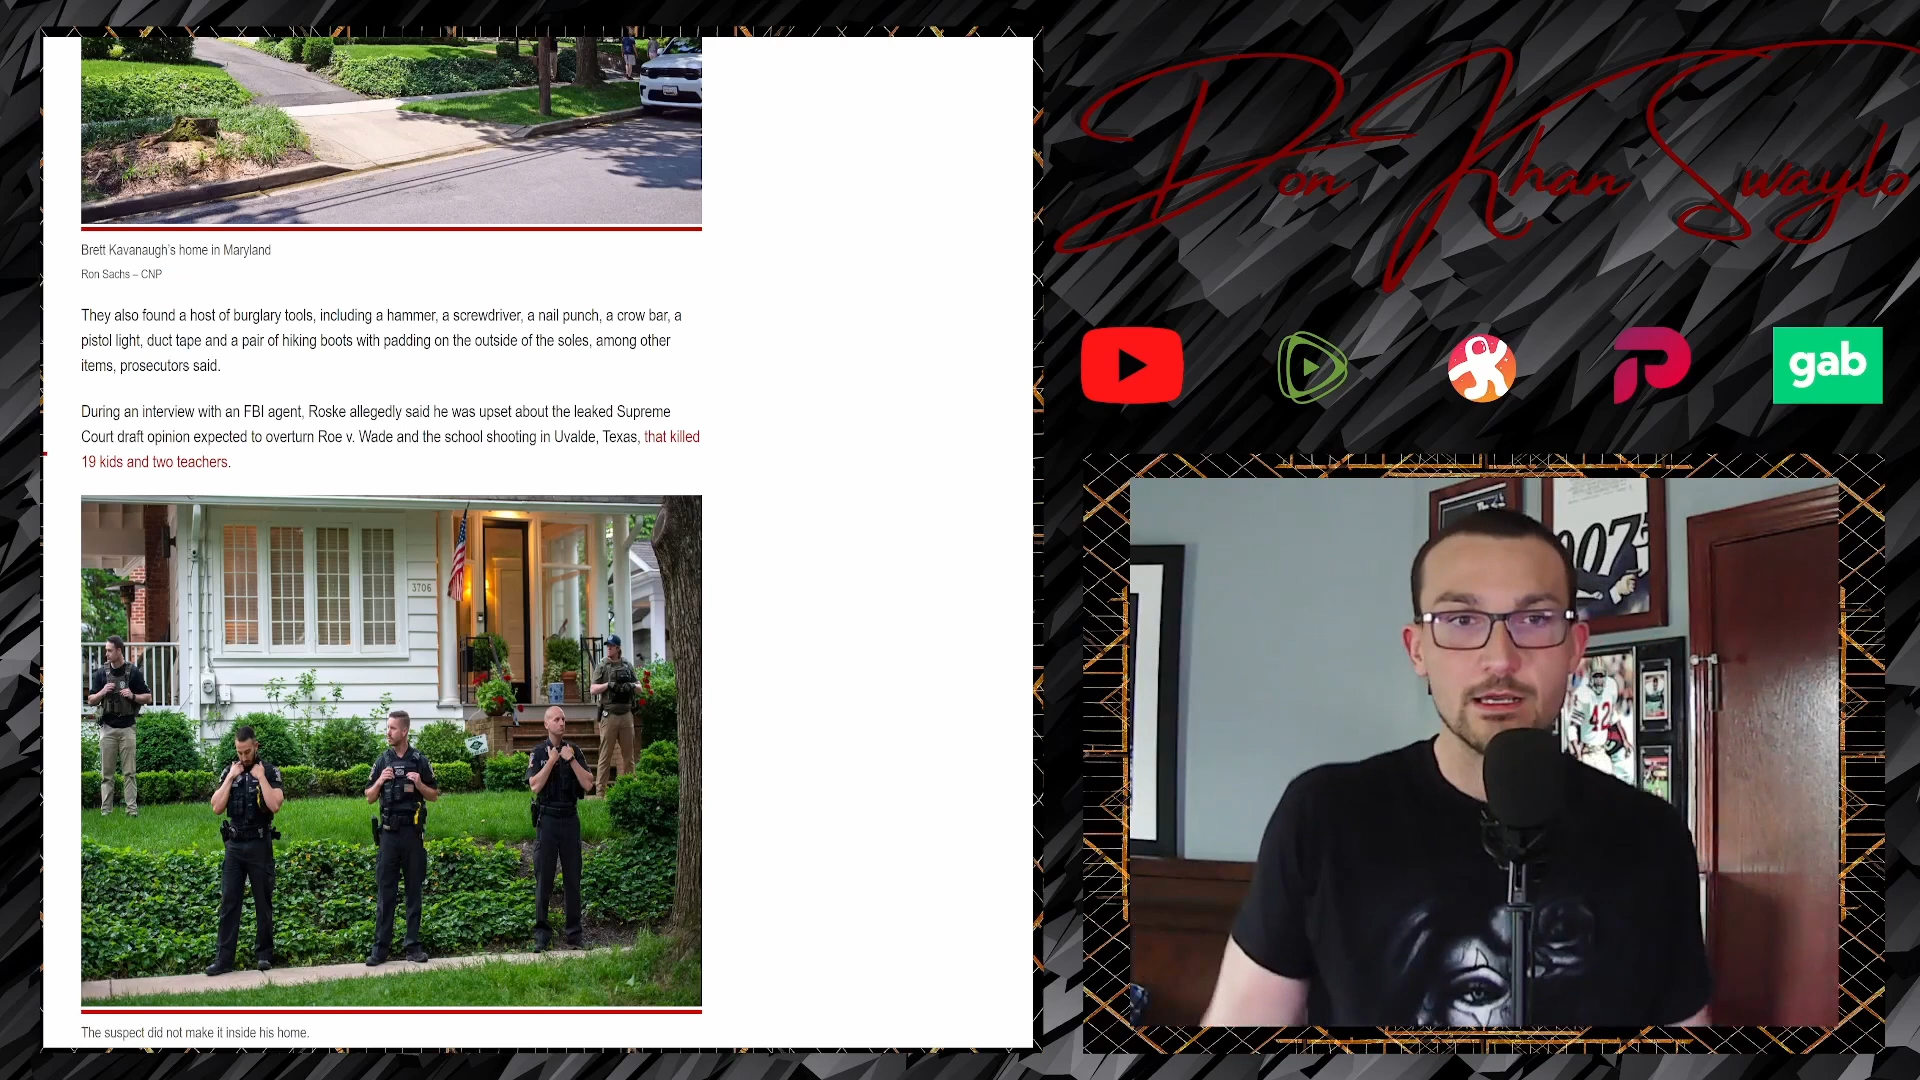 Brett Kavanaugh's home in Maryland
Ron Sachs – CNP
They also found a host of burglary tools, including a hammer, a screwdriver, a nail punch, a crow bar, a
pistol light, duct tape and a pair of hiking boots with padding on the outside of the soles, among other
items, prosecutors said.
During an interview with an FBI agent, Roske allegedly said he was upset about the leaked Supreme
Court draft opinion expected to overturn Roe v. Wade and the school shooting in Uvalde, Texas, that killed
19 kids and two teachers.
3706
The suspect did not make it inside his home.
Don Khan Swaylo
gab
007
42